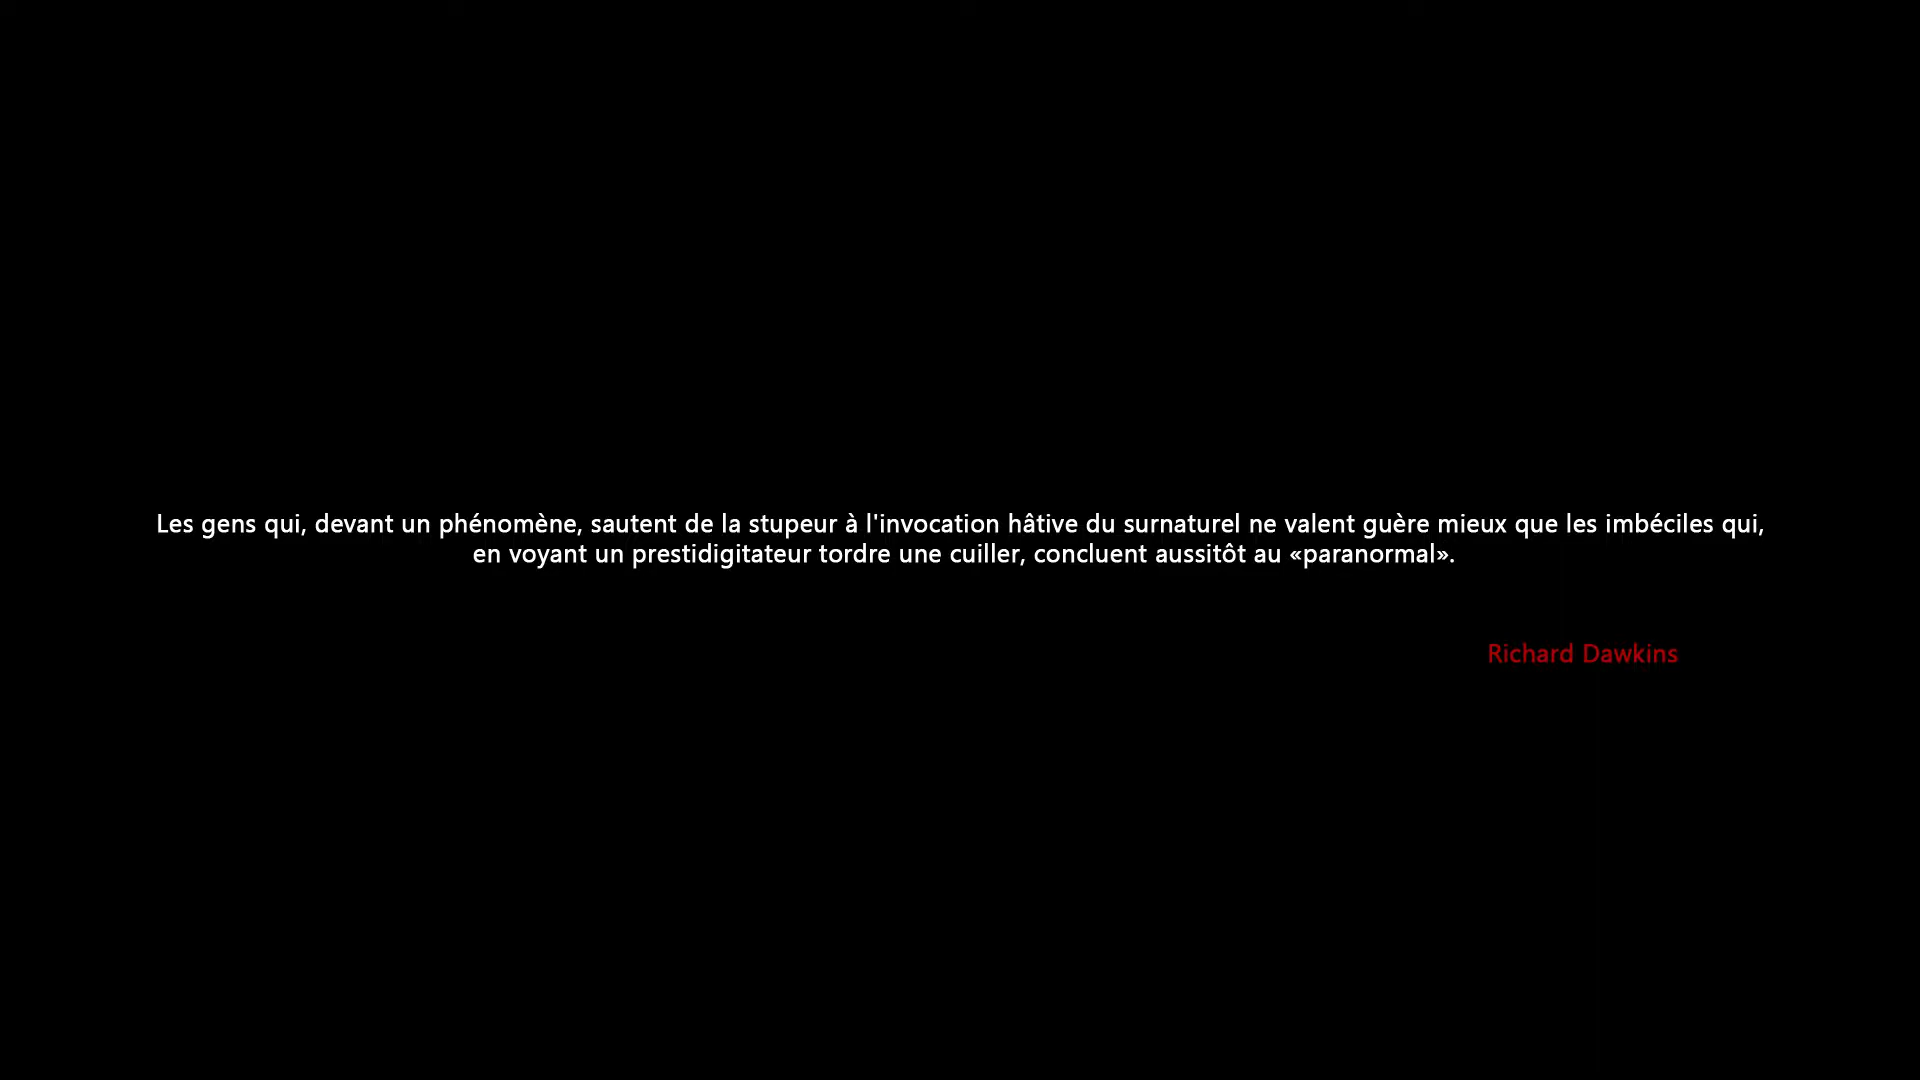 Les gens qui, devant un phénomène, sautent de la stupeur à l'invocation hâtive du surnaturel ne valent guère mieux que les imbéciles qui,
en voyant un prestidigitateur tordre une cuiller, concluent aussitôt au «paranormal».
Richard Dawkins